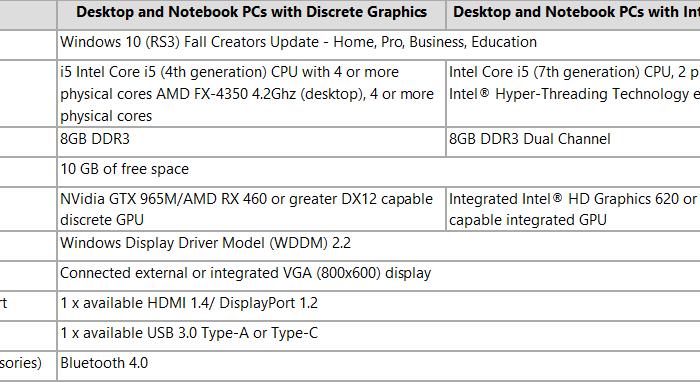 Desktop and Notebook PCs with Discrete Graphics Desktop and Notebook PCs with Int
Windows 10 (RS3) Fall Creators Update - Home, Pro, Business, Education
i5 Intel Core i5 (4th generation) CPU with 4 or more
physical cores AMD FX-4350 4.2Ghz (desktop), 4 or more
physical cores
Intel Core i5 (7th generation) CPU, 2 p
Intel® Hyper-Threading Technology e
8GB DDR3
8GB DDR3 Dual Channel
10 GB of free space
NVidia GTX 965M/AMD RX 460 or greater DX12 capable
discrete GPU
Integrated Intel® HD Graphics 620 or
capable integrated GPU
Windows Display Driver Model (WDDM) 2.2
Connected external or integrated VGA (800x600) display
rt 1 x available HDMI 1.4/ DisplayPort 1.2
1 x available USB 3.0 Type-A or Type-C
sories) Bluetooth 4.0